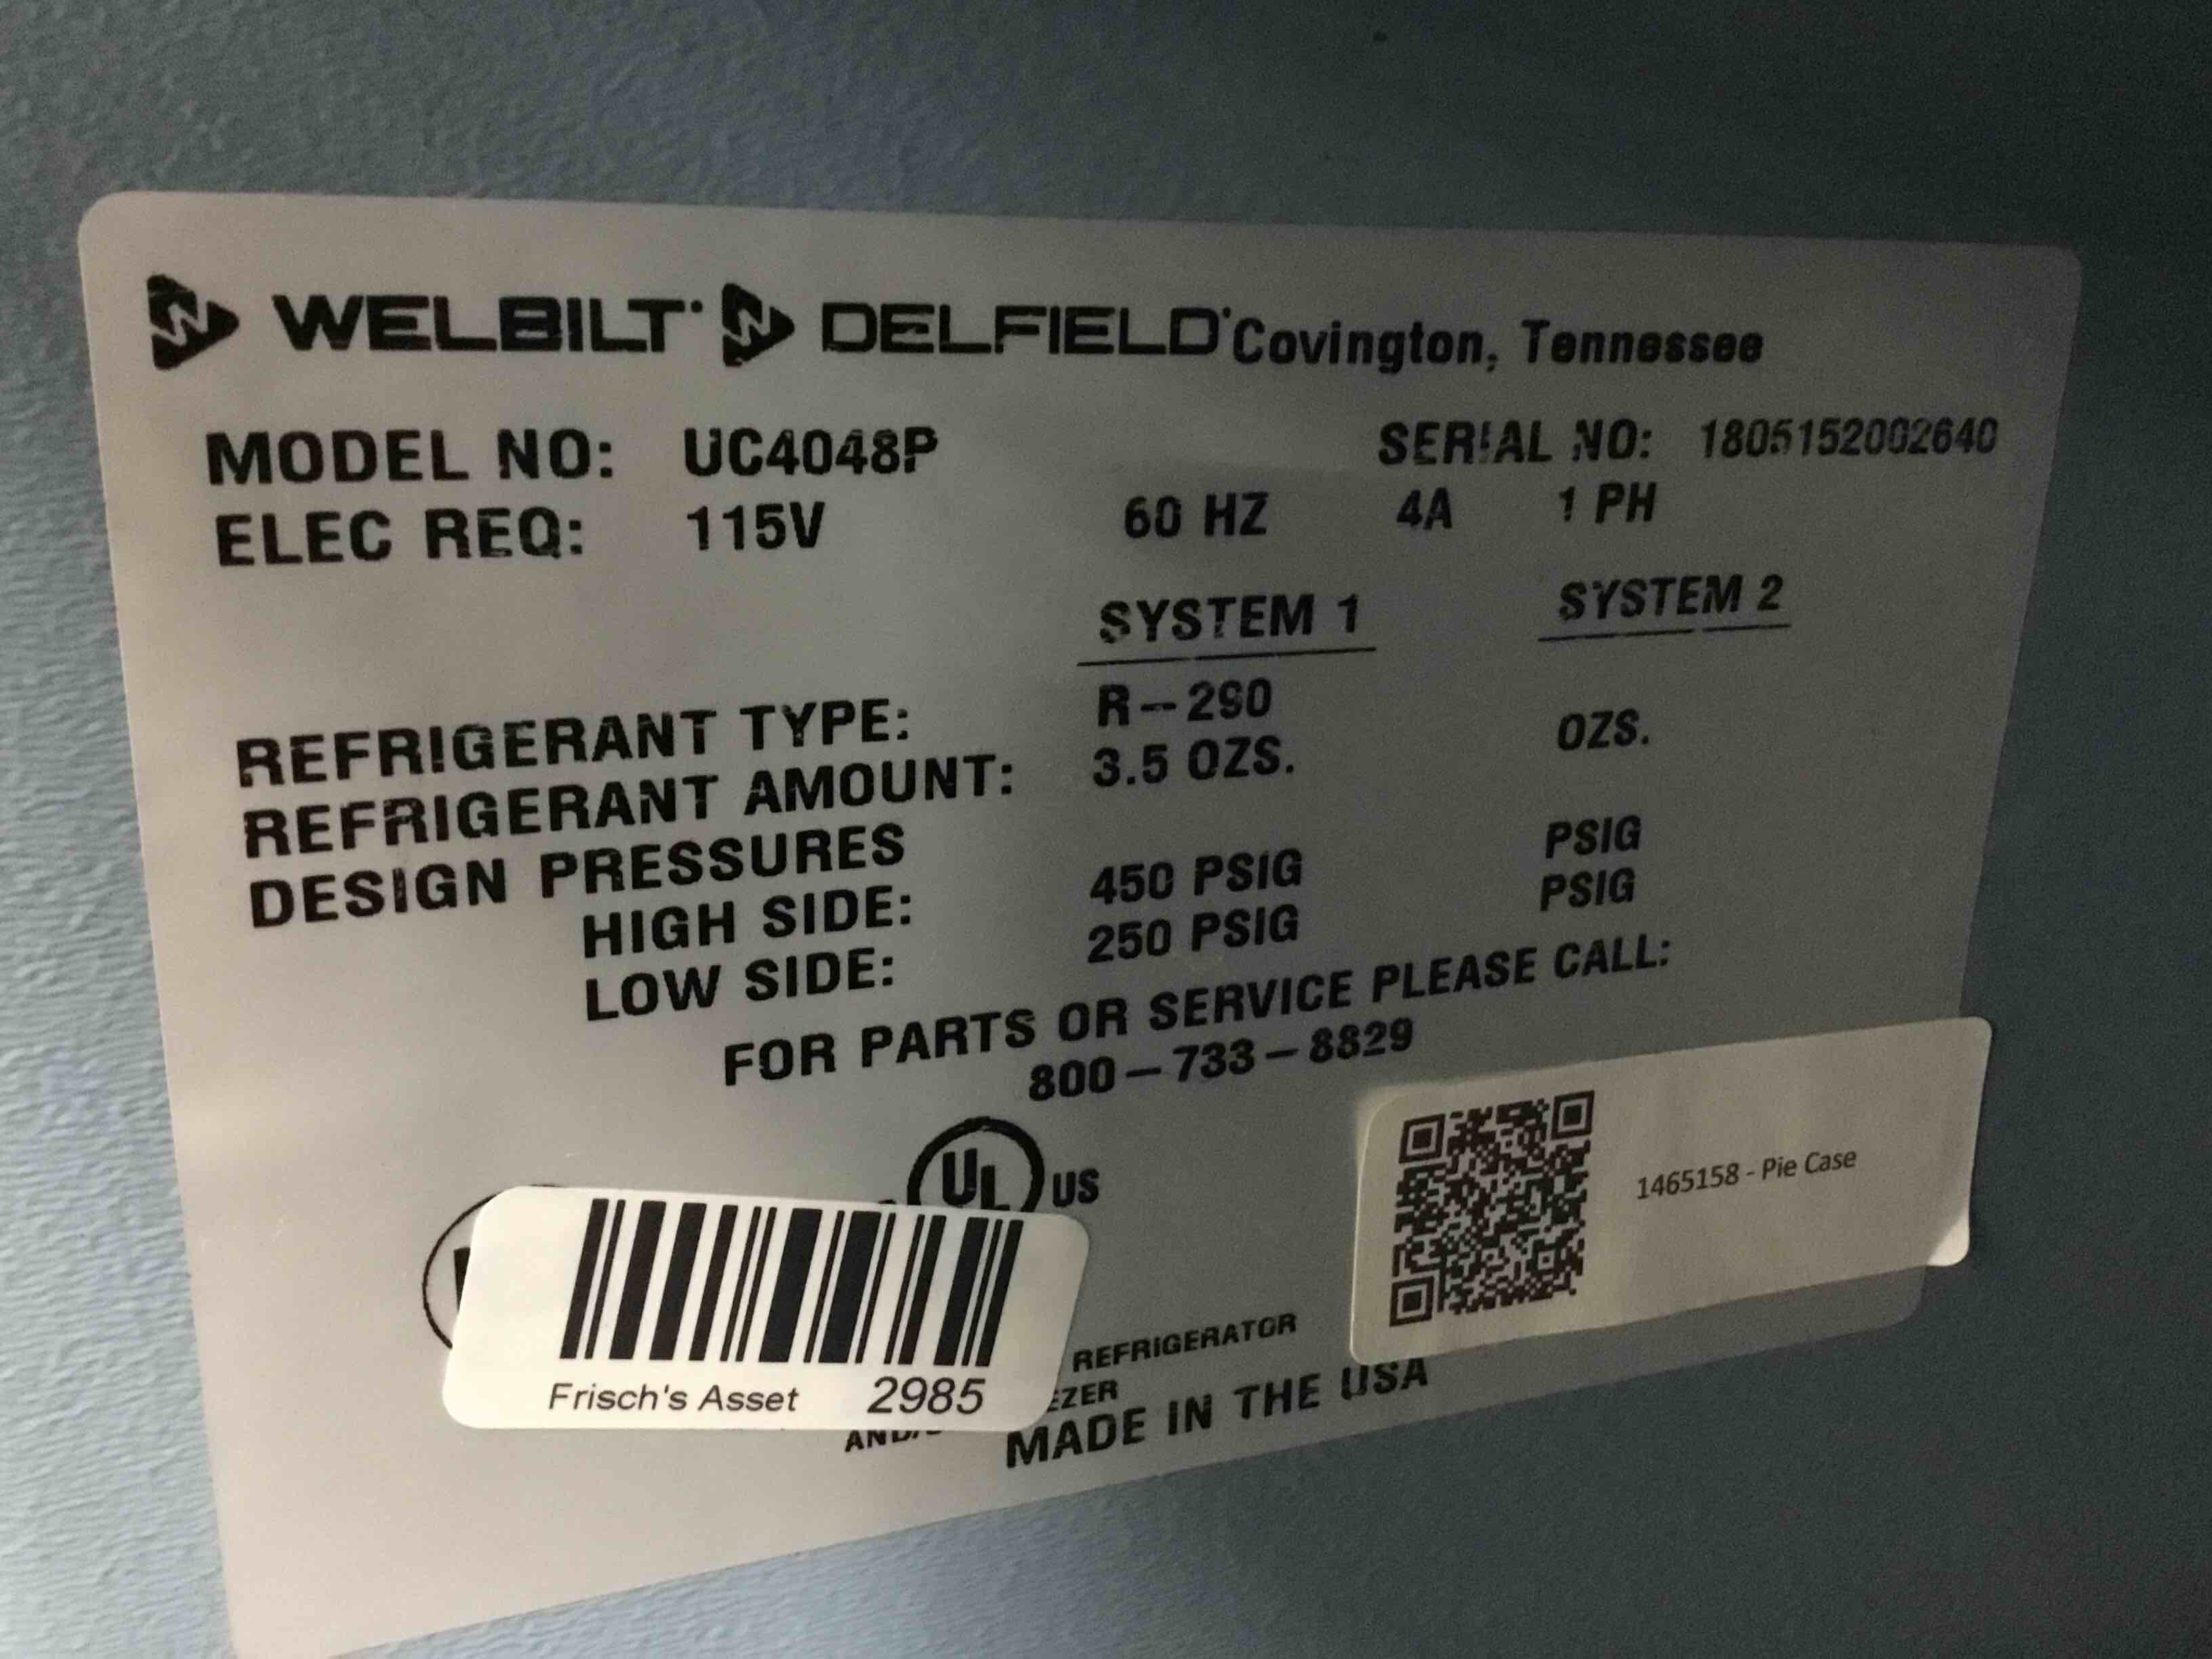 WELBILT DELFIELD Covington, Tennessee
MODEL NO: UC4048P SERIAL NO: 1805152002640
ELEC REQ: 115V 60 HZ 4A 1 PH
SYSTEM 1 SYSTEM 2
REFRIGERANT TYPE: R-290
REFRIGERANT AMOUNT: 3.5 OZS. OZS.
DESIGN PRESSURES
HIGH SIDE: 450 PSIG PSIG
LOW SIDE: 250 PSIG PSIG
FOR PARTS OR SERVICE PLEASE CALL:
800-733-8829
UL US
1465158 - Pie Case
Frisch's Asset 2985
REFRIGERATOR
MADE IN THE USA